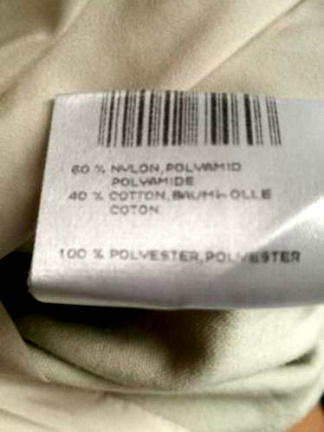 60 % NYLON,POLYAMID
POLYAMIDE
40 % COTTON,BAUMWOLLE
COTON
100 % POLYESTER,POLYESTER